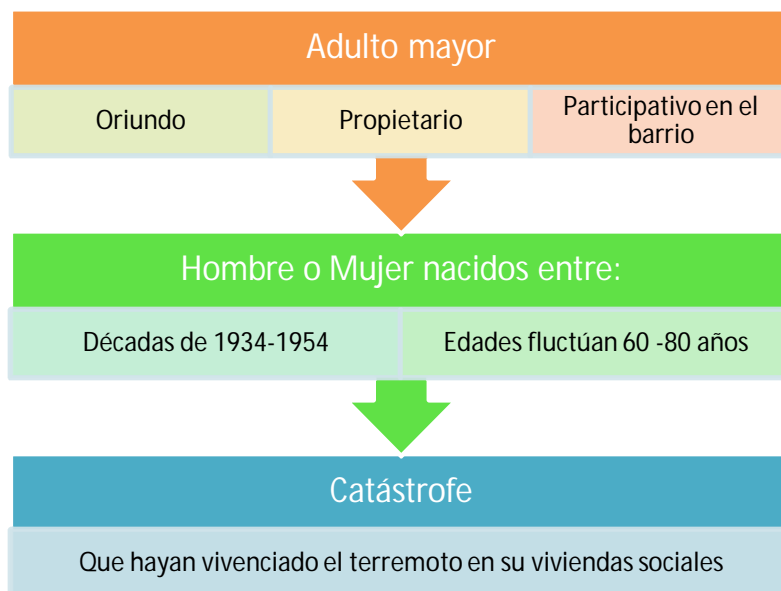 Adulto mayor
Oriundo
Propietario
Participativo en el
barrio
Hombre o Mujer nacidos entre:
Décadas de 1934-1954
Edades fluctúan 60 -80 años
Catástrofe
Que hayan vivenciado el terremoto en su viviendas sociales